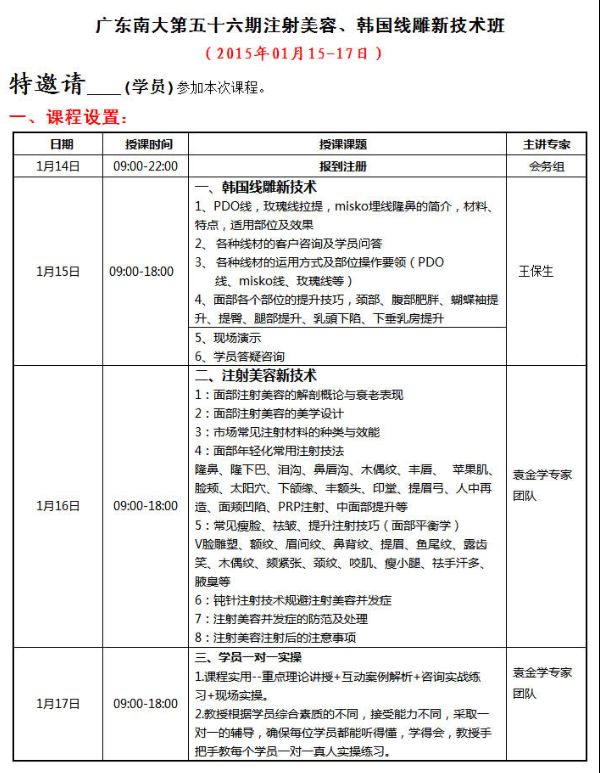 广东南大第五十六期注射美容、韩国线雕新技术班
（2015年01月15-17日）
特邀请____（学员）参加本次课程。
一、课程设置：
日期 授课时间 授课课题 主讲专家
1月14日 09:00-22:00 报到注册 会务组
一、韩国线雕新技术
1、PDO线，玫瑰线拉提，misko埋线隆鼻的简介，材料、
特点，适用部位及效果
2、 各种线材的客户咨询及学员问答
3、 各种线材的运用方式及部位操作要领（PDO
线、misko线、玫瑰线等）
4、面部各个部位的提升技巧，颈部、腹部肥胖、蝴蝶袖提
升、提臀、腿部提升、乳頭下陷、下垂乳房提升
5、现场演示
6、学员答疑咨询
1月15日 09:00-18:00 王保生
二、注射美容新技术
1：面部注射美容的解剖概论与衰老表现
2：面部注射美容的美学设计
3：市场常见注射材料的种类与效能
4：面部年轻化常用注射技法
隆鼻、隆下巴、泪沟、鼻唇沟、木偶纹、丰唇、 苹果肌、
脸颊、太阳穴、下颌缘、丰额头、印堂、提眉弓、人中再
造、面颊凹陷、PRP注射、中面部提升等
5：常见瘦脸、祛皱、提升注射技巧（面部平衡学）
V脸雕塑、额纹、眉间纹、鼻背纹、提眉、鱼尾纹、露齿
笑、木偶纹、颏紧张、颈纹、咬肌、瘦小腿、祛手汗多、
腋臭等
6：钝针注射技术规避注射美容并发症
7：注射美容并发症的防范及处理
8：注射美容注射后的注意事项
1月16日 09:00-18:00 袁金学专家
团队
三、学员一对一实操
1.课程实用--重点理论讲授+互动案例解析+咨询实战练
习+现场实操。
2.教授根据学员综合素质的不同，接受能力不同，采取一
对一的辅导，确保每位学员都能听得懂，学得会，教授手
把手教每个学员一对一真人实操练习。
1月17日 09:00-18:00 袁金学专家
团队